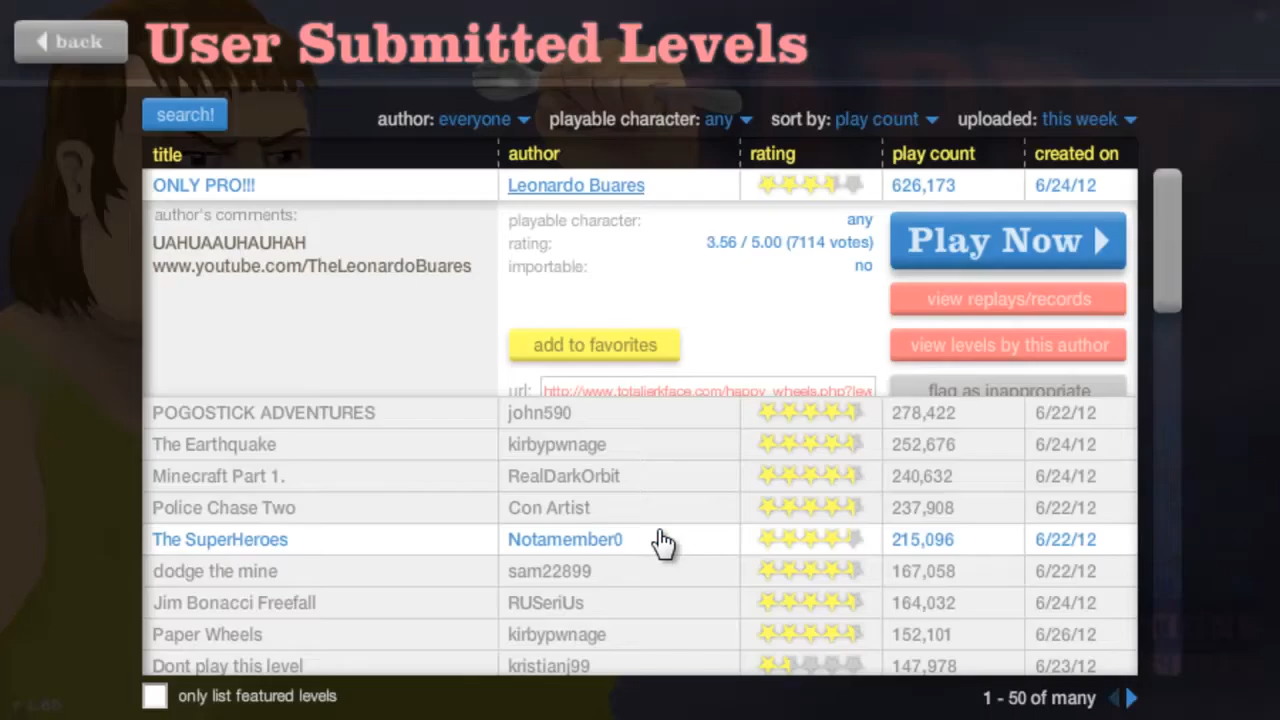 back
User Submitted Levels
search!
author: everyone playable character: any sort by: play count uploaded: this week
title author rating play count created on
ONLY PRO!!! Leonardo Buares 626,173 6/24/12
author's comments:
UAHUAAUHAUHAH
www.youtube.com/TheLeonardoBuares
playable character: any
rating: 3.56 / 5.00 (7114 votes)
importable: no
add to favorites
url: http://www.totaljerkface.com/happy_wheels.php?leve
Play Now
view replays/records
view levels by this author
flag as inappropriate
POGOSTICK ADVENTURES john590 278,422 6/22/12
The Earthquake kirbypwnage 252,676 6/24/12
Minecraft Part 1. RealDarkOrbit 240,632 6/24/12
Police Chase Two Con Artist 237,908 6/22/12
The SuperHeroes Notamember0 215,096 6/22/12
dodge the mine sam22899 167,058 6/22/12
Jim Bonacci Freefall RUSeriUs 164,032 6/24/12
Paper Wheels kirbypwnage 152,101 6/26/12
Dont play this level kristianj99 147,978 6/23/12
only list featured levels
1 - 50 of many